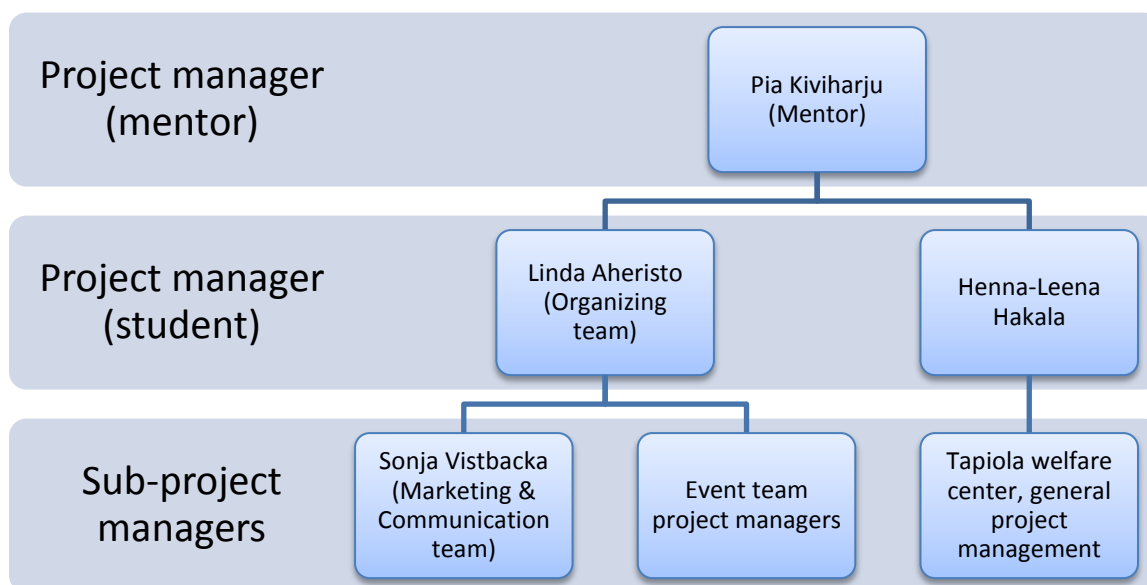 Project manager
(mentor)
Pia Kiviharju
(Mentor)
Project manager
(student)
Linda Aheristo
(Organizing
team)
Henna-Leena
Hakala
Sub-project
managers
Sonja Vistbacka
(Marketing &
Communication
team)
Event team
project managers
Tapiola welfare
center, general
project
management